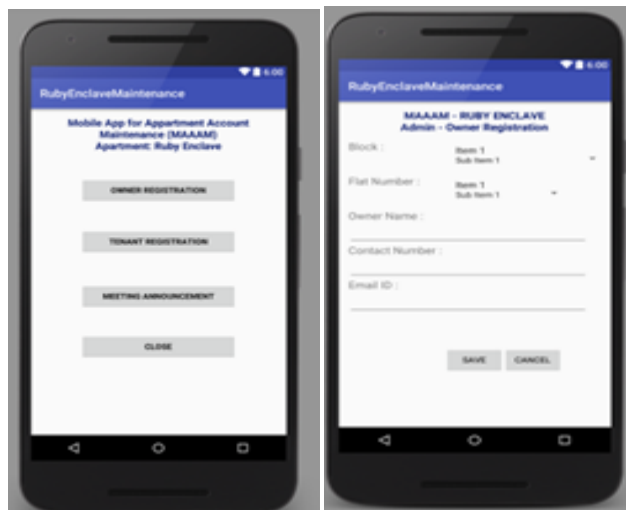 6:00
RubyEnclaveMaintenance
Mobile App for Appartment Account
Maintenance (MAAAM)
Apartment: Ruby Enclave
OWNER REGISTRATION
TENANT REGISTRATION
MEETING ANNOUNCEMENT
CLOSE
6:00
RubyEnclaveMaintenance
MAAAM - RUBY ENCLAVE
Admin - Owner Registration
Block :
Item 1
Sub Item 1
Flat Number :
Item 1
Sub Item 1
Owner Name :
Contact Number :
Email ID :
SAVE CANCEL